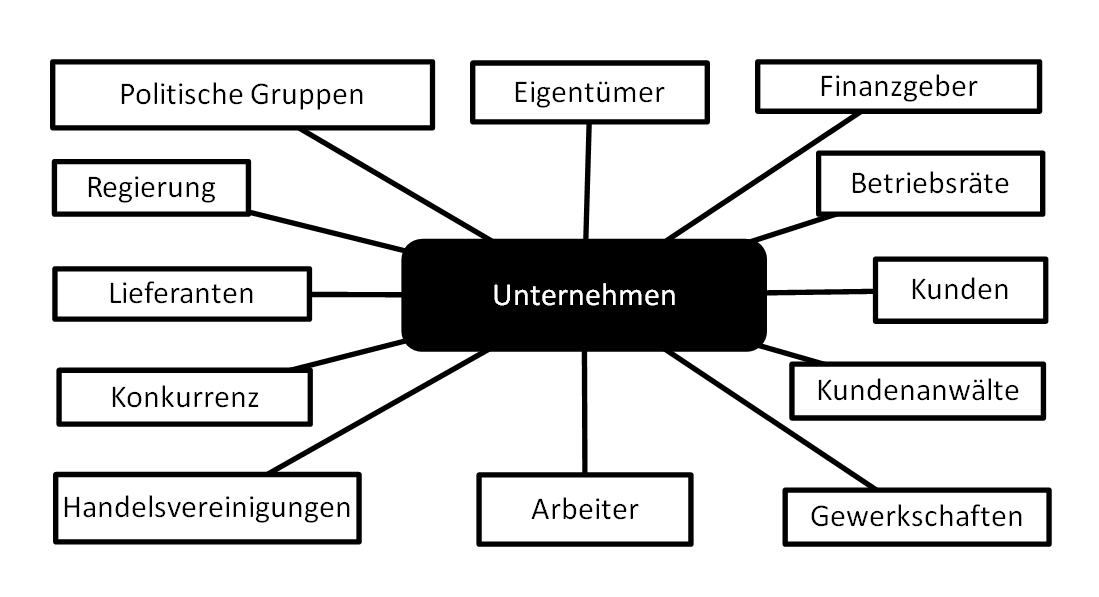 Politische Gruppen
Eigentümer
Finanzgeber
Regierung
Betriebsräte
Lieferanten
Unternehmen
Kunden
Konkurrenz
Kundenanwälte
Handelsvereinigungen
Arbeiter
Gewerkschaften